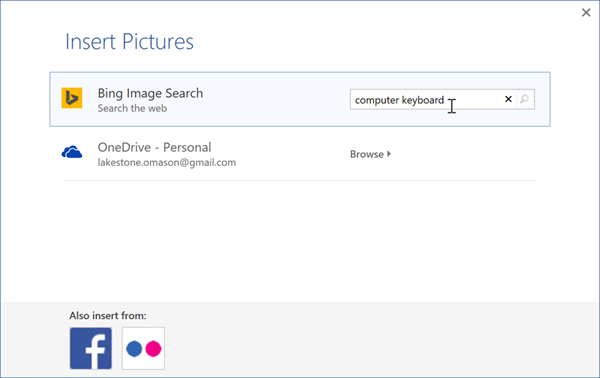 Insert Pictures
Bing Image Search
Search the web
computer keyboard
OneDrive - Personal
lakestone.omason@gmail.com
Browse
Also insert from: